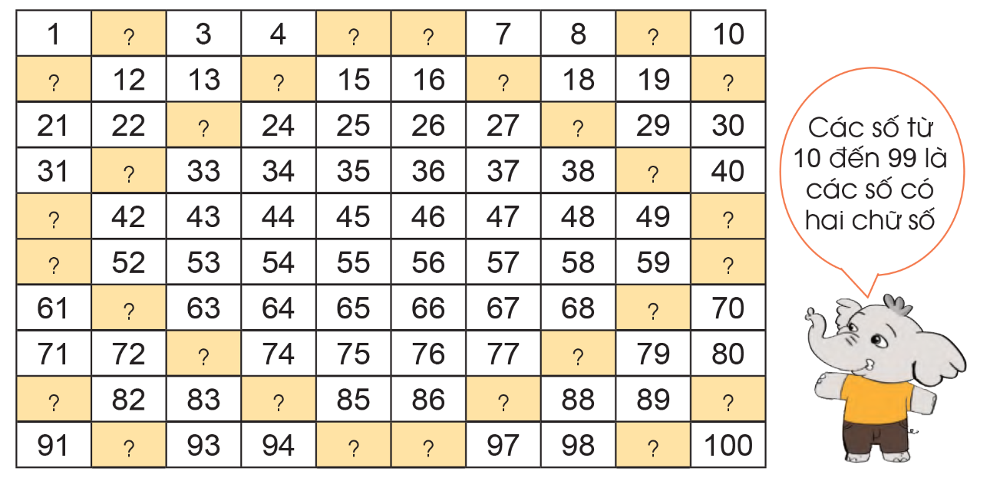 1 ? 3 4 ? ? 7 8 ? 10
? 12 13 ? 15 16 ? 18 19 ?
21 22 ? 24 25 26 27 ? 29 30
31 ? 33 34 35 36 37 38 ? 40
? 42 43 44 45 46 47 48 49 ?
? 52 53 54 55 56 57 58 59 ?
61 ? 63 64 65 66 67 68 ? 70
71 72 ? 74 75 76 77 ? 79 80
? 82 83 ? 85 86 ? 88 89 ?
91 ? 93 94 ? ? 97 98 ? 100
Các số từ
10 đến 99 là
các số có
hai chữ số